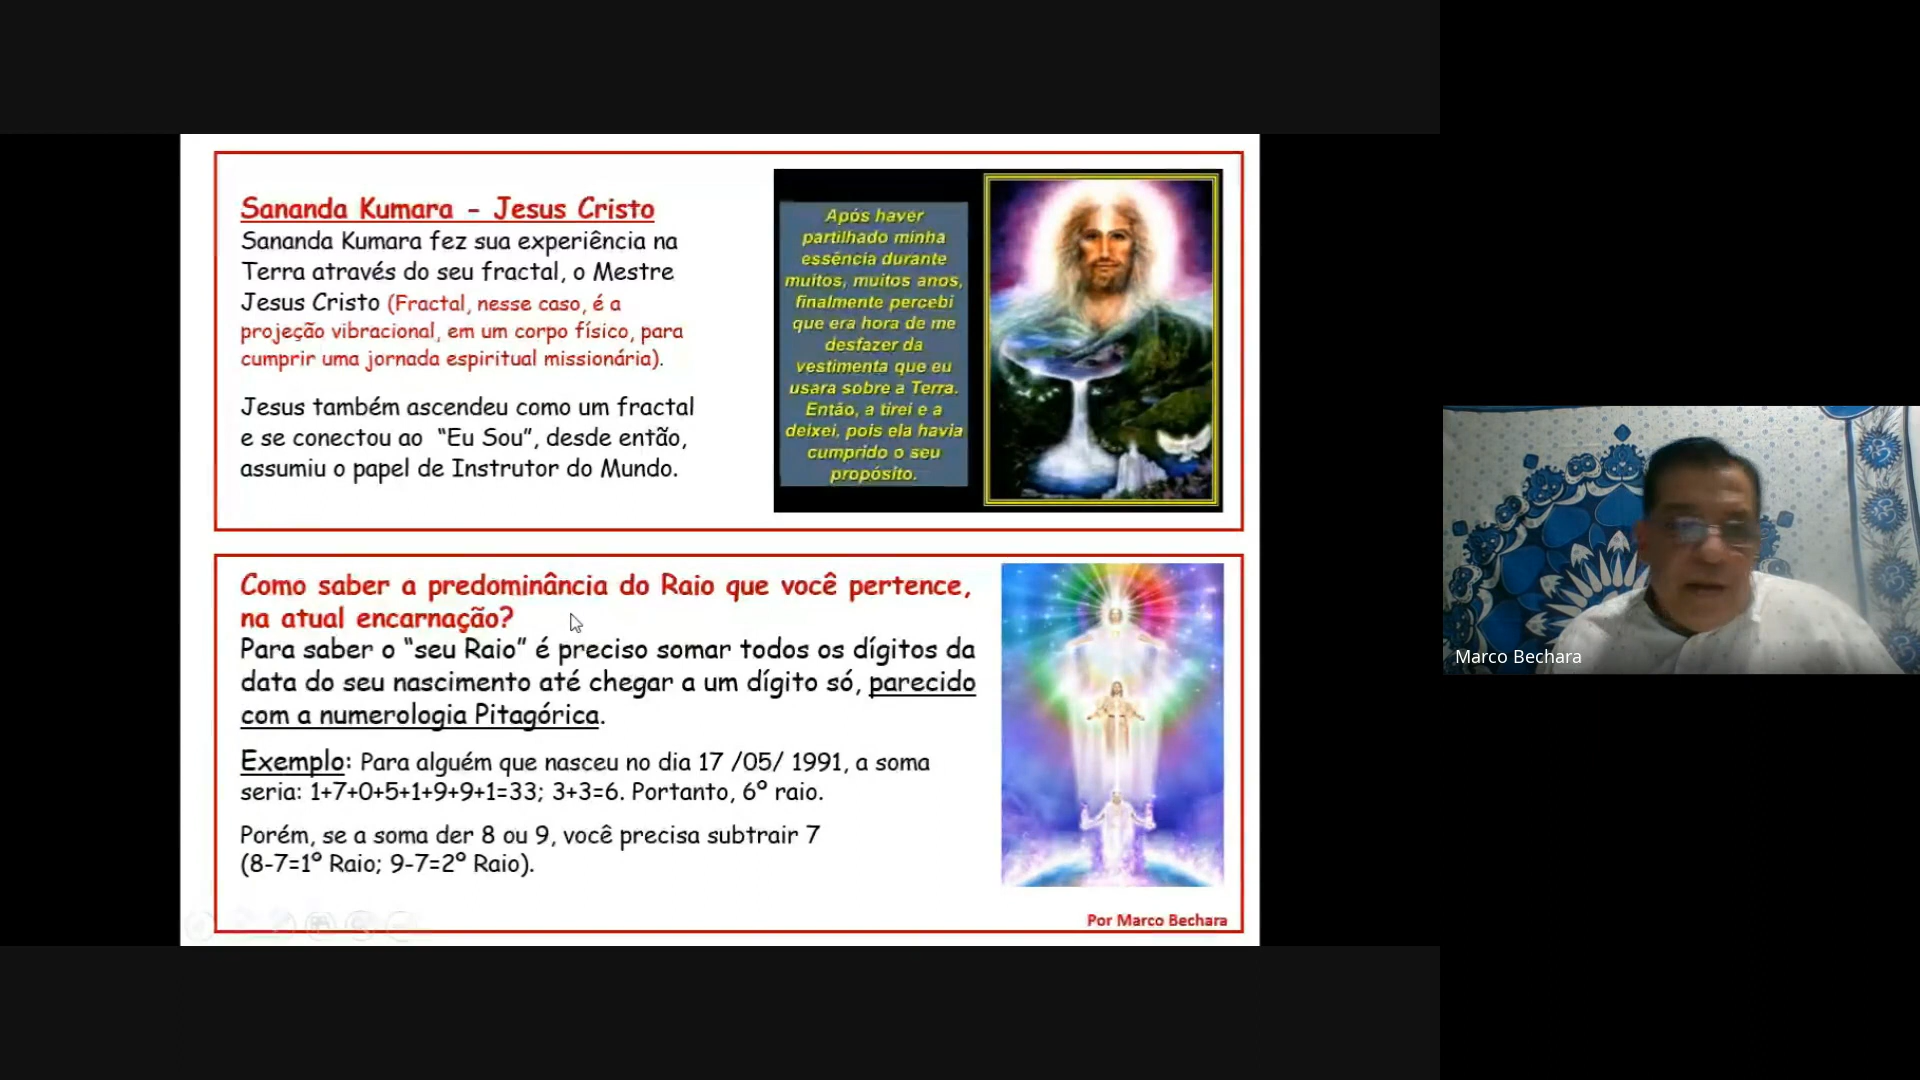 Sananda Kumara - Jesus Cristo
Sananda Kumara fez sua experiência na
Terra através do seu fractal, o Mestre
Jesus Cristo (Fractal, nesse caso, é a
projeção vibracional, em um corpo físico, para
cumprir uma jornada espiritual missionária).
Jesus também ascendeu como um fractal
e se conectou ao “Eu Sou”, desde então,
assumiu o papel de Instrutor do Mundo.
Após haver
partilhado minha
essência durante
muitos, muitos anos,
finalmente percebi
que era hora de me
desfazer da
vestimenta que eu
usara sobre a Terra.
Então, a tirei e a
deixei, pois ela havia
cumprido o seu
propósito.
Como saber a predominância do Raio que você pertence,
na atual encarnação?
Para saber o “seu Raio” é preciso somar todos os dígitos da
data do seu nascimento até chegar a um dígito só, parecido
com a numerologia Pitagórica.
Exemplo: Para alguém que nasceu no dia 17 /05/ 1991, a soma
seria: 1+7+0+5+1+9+9+1=33; 3+3=6. Portanto, 6º raio.
Porém, se a soma der 8 ou 9, você precisa subtrair 7
(8-7=1º Raio; 9-7=2º Raio).
Por Marco Bechara
Marco Bechara